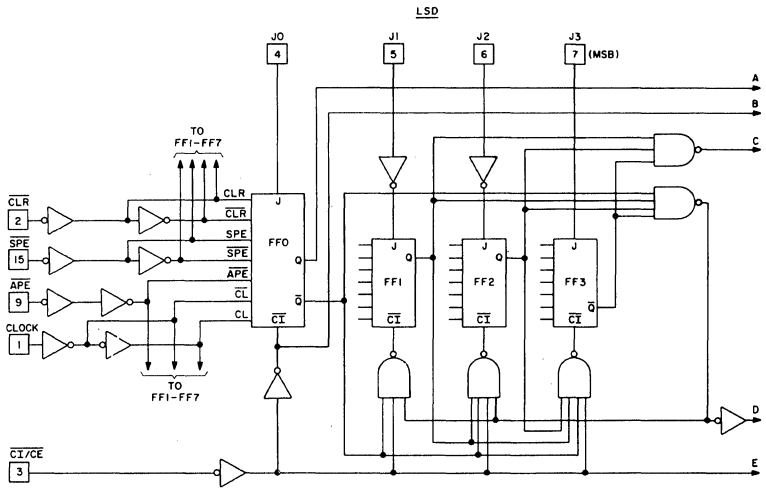 LSD
J0
J1
J2
J3
4
5
6
7 (MSB)
A
B
TO
FF1-FF7
C
CLR
CLR
2
J
CLR
SPE
SPE
15
FF0
SPE
Q
J
Q
J
Q
J
APE
APE
9
CL
Q
FF1
FF2
FF3
Q
CLOCK
CL
CI
CI
CI
CI
1
TO
FF1-FF7
D
CI/CE
3
E